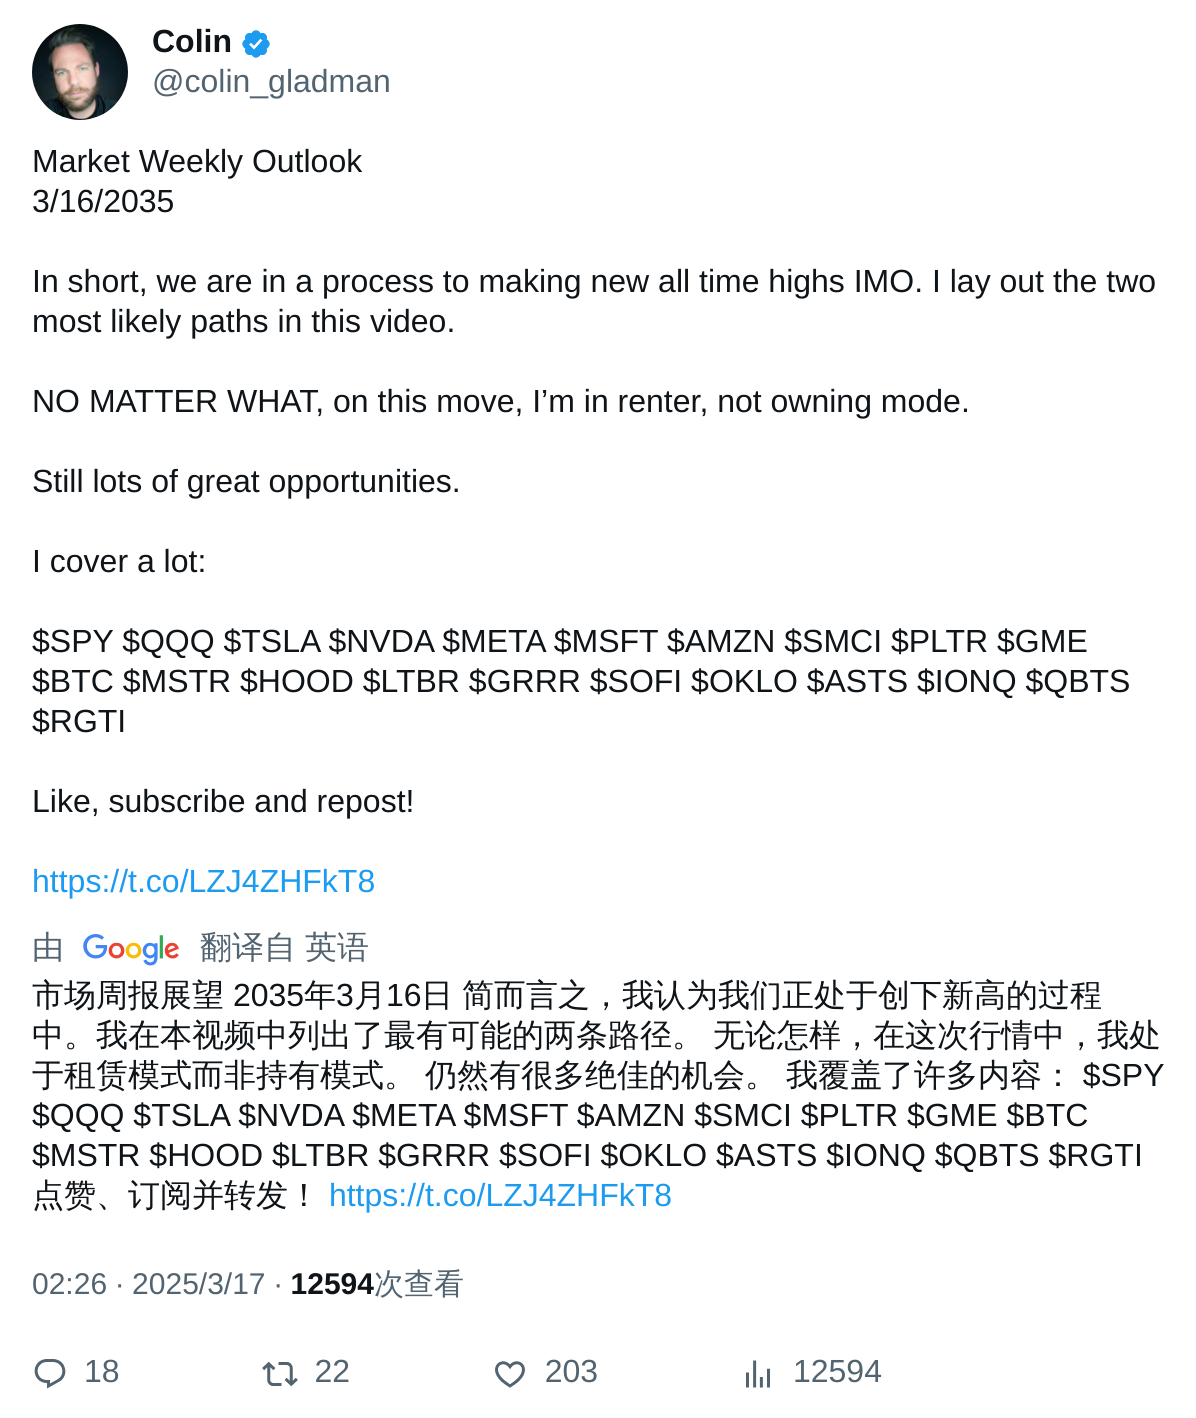 Colin
@colin_gladman
Market Weekly Outlook
3/16/2035
In short, we are in a process to making new all time highs IMO. I lay out the two
most likely paths in this video.
NO MATTER WHAT, on this move, I’m in renter, not owning mode.
Still lots of great opportunities.
I cover a lot:
$SPY $QQQ $TSLA $NVDA $META $MSFT $AMZN $SMCI $PLTR $GME
$BTC $MSTR $HOOD $LTBR $GRRR $SOFI $OKLO $ASTS $IONQ $QBTS
$RGTI
Like, subscribe and repost!
https://t.co/LZJ4ZHFkT8
由 Google 翻译自 英语
市场周报展望 2035年3月16日 简而言之，我认为我们正处于创下新高的过程
中。我在本视频中列出了最有可能的两条路径。 无论怎样，在这次行情中，我处
于租赁模式而非持有模式。 仍然有很多绝佳的机会。 我覆盖了许多内容： $SPY
$QQQ $TSLA $NVDA $META $MSFT $AMZN $SMCI $PLTR $GME $BTC
$MSTR $HOOD $LTBR $GRRR $SOFI $OKLO $ASTS $IONQ $QBTS $RGTI
点赞、订阅并转发！ https://t.co/LZJ4ZHFkT8
02:26 · 2025/3/17 · 12594次查看
18 22 203 12594